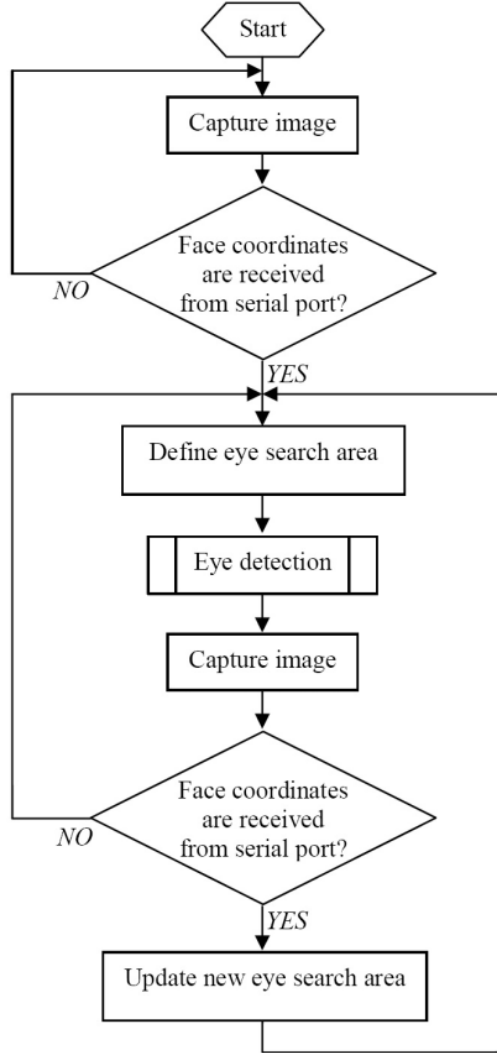 Start
Capture image
Face coordinates
are received
from serial port?
NO
YES
Define eye search area
Eye detection
Capture image
Face coordinates
are received
from serial port?
NO
YES
Update new eye search area